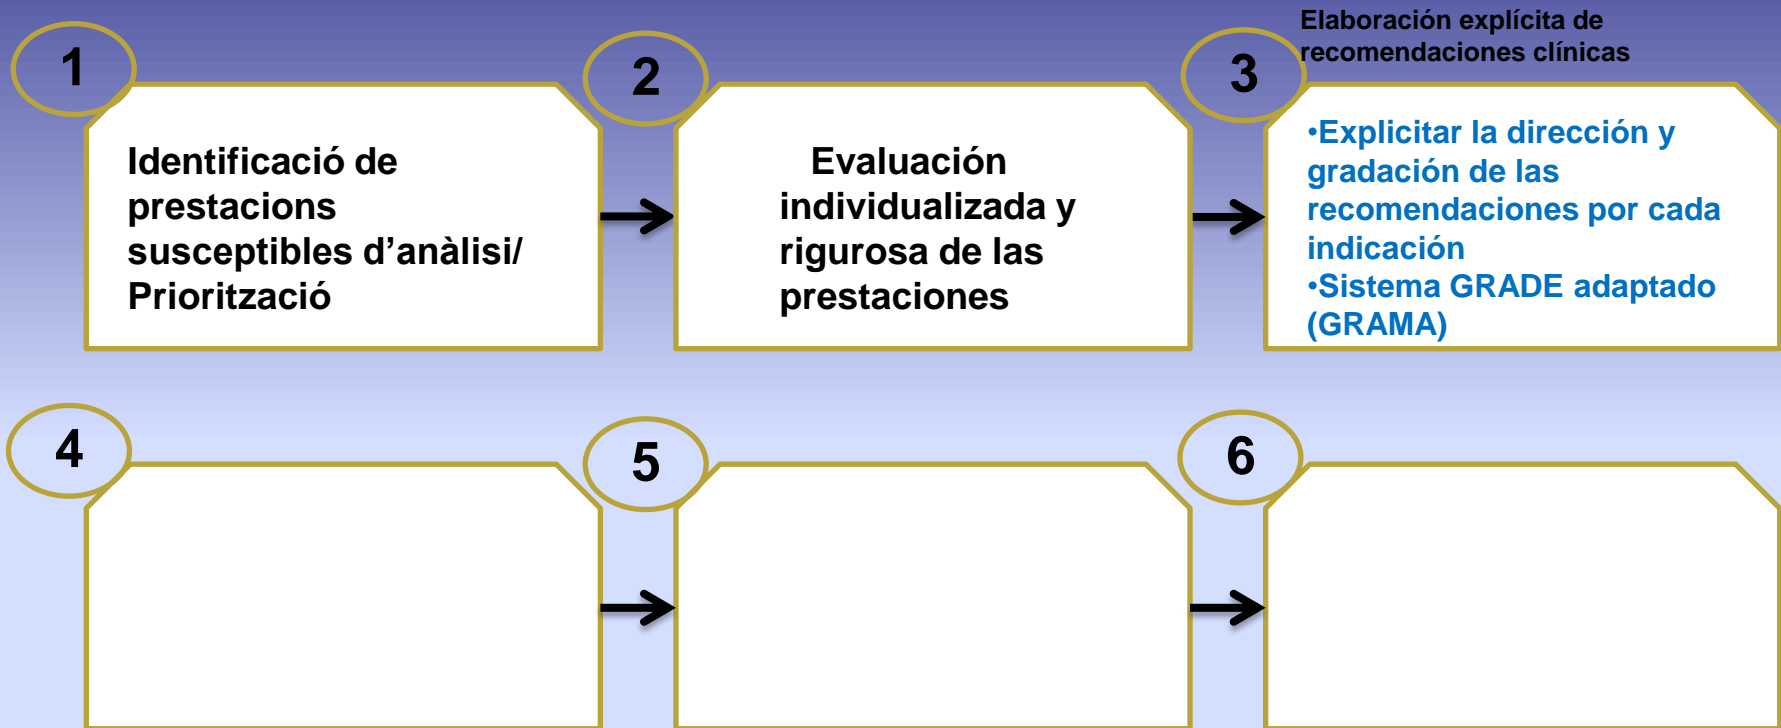 1
Identificació de
prestacions
susceptibles d’anàlisi/
Priorització
2
Evaluación
individualizada y
rigurosa de las
prestaciones
3
Elaboración explícita de
recomendaciones clínicas
•Explicitar la dirección y
gradación de las
recomendaciones por cada
indicación
•Sistema GRADE adaptado
(GRAMA)
4
5
6